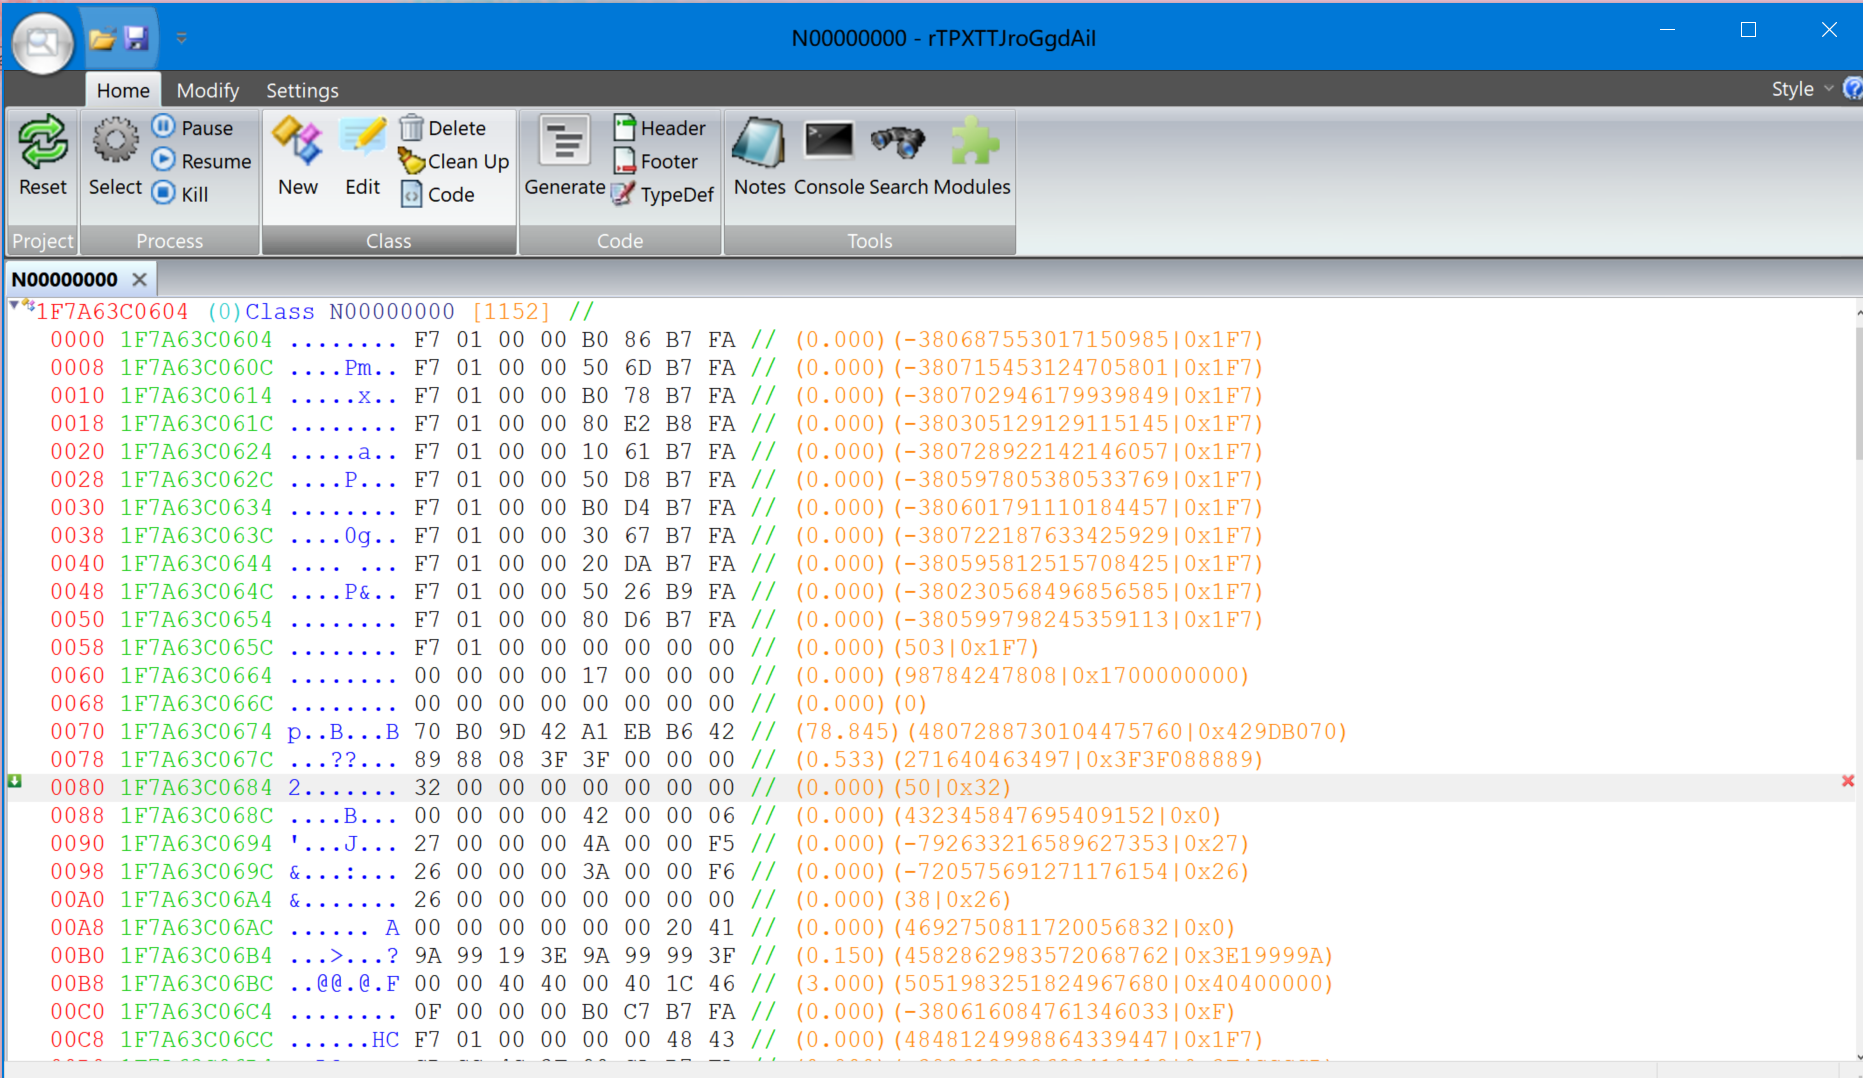 N00000000 - rTPXTTJroGgdAil
Home Modify Settings Style
Reset Select Pause Resume Kill New Edit Delete Clean Up Code Generate Header Footer TypeDef Notes Console Search Modules
Project Process Class Code Tools
N00000000
1F7A63C0604 (0)Class N00000000 [1152] //
0000 1F7A63C0604 ........ F7 01 00 00 B0 86 B7 FA // (0.000)(-380687553017150985|0x1F7)
0008 1F7A63C060C ....Pm.. F7 01 00 00 50 6D B7 FA // (0.000)(-380715453124705801|0x1F7)
0010 1F7A63C0614 .....x.. F7 01 00 00 B0 78 B7 FA // (0.000)(-380702946179939849|0x1F7)
0018 1F7A63C061C ........ F7 01 00 00 80 E2 B8 FA // (0.000)(-380305129129115145|0x1F7)
0020 1F7A63C0624 .....a.. F7 01 00 00 10 61 B7 FA // (0.000)(-380728922142146057|0x1F7)
0028 1F7A63C062C ....P... F7 01 00 00 50 D8 B7 FA // (0.000)(-380597805380533769|0x1F7)
0030 1F7A63C0634 ........ F7 01 00 00 B0 D4 B7 FA // (0.000)(-380601791110184457|0x1F7)
0038 1F7A63C063C ....0g.. F7 01 00 00 30 67 B7 FA // (0.000)(-380722187633425929|0x1F7)
0040 1F7A63C0644 .... ... F7 01 00 00 20 DA B7 FA // (0.000)(-380595812515708425|0x1F7)
0048 1F7A63C064C ....P&.. F7 01 00 00 50 26 B9 FA // (0.000)(-380230568496856585|0x1F7)
0050 1F7A63C0654 ........ F7 01 00 00 80 D6 B7 FA // (0.000)(-380599798245359113|0x1F7)
0058 1F7A63C065C ........ F7 01 00 00 00 00 00 00 // (0.000)(503|0x1F7)
0060 1F7A63C0664 ........ 00 00 00 00 17 00 00 00 // (0.000)(98784247808|0x1700000000)
0068 1F7A63C066C ........ 00 00 00 00 00 00 00 00 // (0.000)(0)
0070 1F7A63C0674 p..B...B 70 B0 9D 42 A1 EB B6 42 // (78.845)(4807288730104475760|0x429DB070)
0078 1F7A63C067C ...??... 89 88 08 3F 3F 00 00 00 // (0.533)(271640463497|0x3F3F088889)
0080 1F7A63C0684 2....... 32 00 00 00 00 00 00 00 // (0.000)(50|0x32)
0088 1F7A63C068C ....B... 00 00 00 00 42 00 00 06 // (0.000)(432345847695409152|0x0)
0090 1F7A63C0694 '...J... 27 00 00 00 4A 00 00 F5 // (0.000)(-792633216589627353|0x27)
0098 1F7A63C069C &...:... 26 00 00 00 3A 00 00 F6 // (0.000)(-720575691271176154|0x26)
00A0 1F7A63C06A4 &....... 26 00 00 00 00 00 00 00 // (0.000)(38|0x26)
00A8 1F7A63C06AC ...... A 00 00 00 00 00 00 20 41 // (0.000)(4692750811720056832|0x0)
00B0 1F7A63C06B4 ...>...? 9A 99 19 3E 9A 99 99 3F // (0.150)(4582862983572068762|0x3E19999A)
00B8 1F7A63C06BC ..@@.@.F 00 00 40 40 00 40 1C 46 // (3.000)(5051983251824967680|0x40400000)
00C0 1F7A63C06C4 ........ 0F 00 00 00 B0 C7 B7 FA // (0.000)(-380616084761346033|0xF)
00C8 1F7A63C06CC ......HC F7 01 00 00 00 00 48 43 // (0.000)(4848124998864339447|0x1F7)